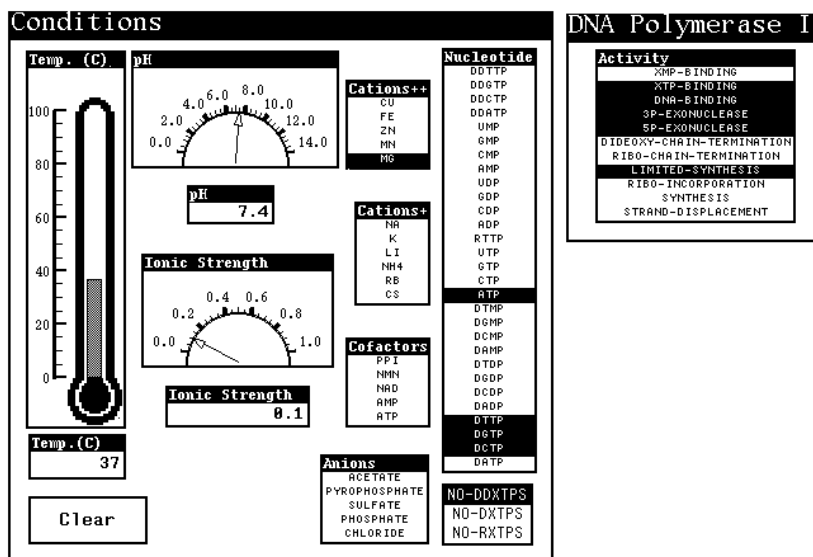 Conditions
Temp. (C)
100
80
60
40
20
0
Temp.(C)
37
Clear
pH
0.0 2.0 4.0 6.0 8.0 10.0 12.0 14.0
pH
7.4
Ionic Strength
0.0 0.2 0.4 0.6 0.8 1.0
Ionic Strength
0.1
Cations++
CU
FE
ZN
MN
MG
Cations+
NA
K
LI
NH4
RB
CS
Cofactors
PPI
NMN
NAD
AMP
ATP
Anions
ACETATE
PYROPHOSPHATE
SULFATE
PHOSPHATE
CHLORIDE
Nucleotide
DDTTP
DDGTP
DDCTP
DDATP
UMP
GMP
CMP
AMP
UDP
GDP
CDP
ADP
RTTP
UTP
GTP
CTP
ATP
DTMP
DGMP
DCMP
DAMP
DTDP
DGDP
DCDP
DADP
DTTP
DGTP
DCTP
DATP
NO-DDXTPS
NO-DXTPS
NO-RXTPS
DNA Polymerase I
Activity
XMP-BINDING
XTP-BINDING
DNA-BINDING
3P-EXONUCLEASE
5P-EXONUCLEASE
DIDEOXY-CHAIN-TERMINATION
RIBO-CHAIN-TERMINATION
LIMITED-SYNTHESIS
RIBO-INCORPORATION
SYNTHESIS
STRAND-DISPLACEMENT